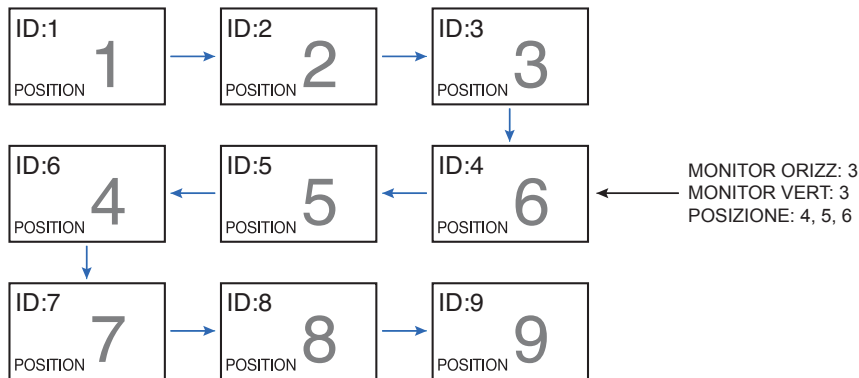 ID:1
POSITION 1
ID:2
POSITION 2
ID:3
POSITION 3
ID:6
POSITION 4
ID:5
POSITION 5
ID:4
POSITION 6
MONITOR ORIZZ: 3
MONITOR VERT: 3
POSIZIONE: 4, 5, 6
ID:7
POSITION 7
ID:8
POSITION 8
ID:9
POSITION 9